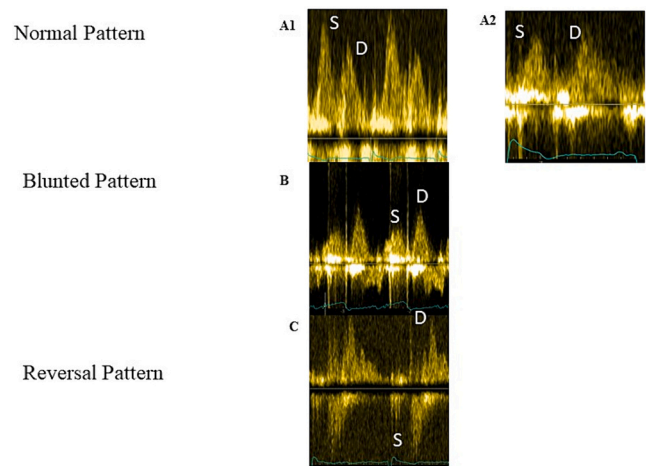 Normal Pattern
A1
S
D
A2
S
D
Blunted Pattern
B
S
D
Reversal Pattern
C
D
S